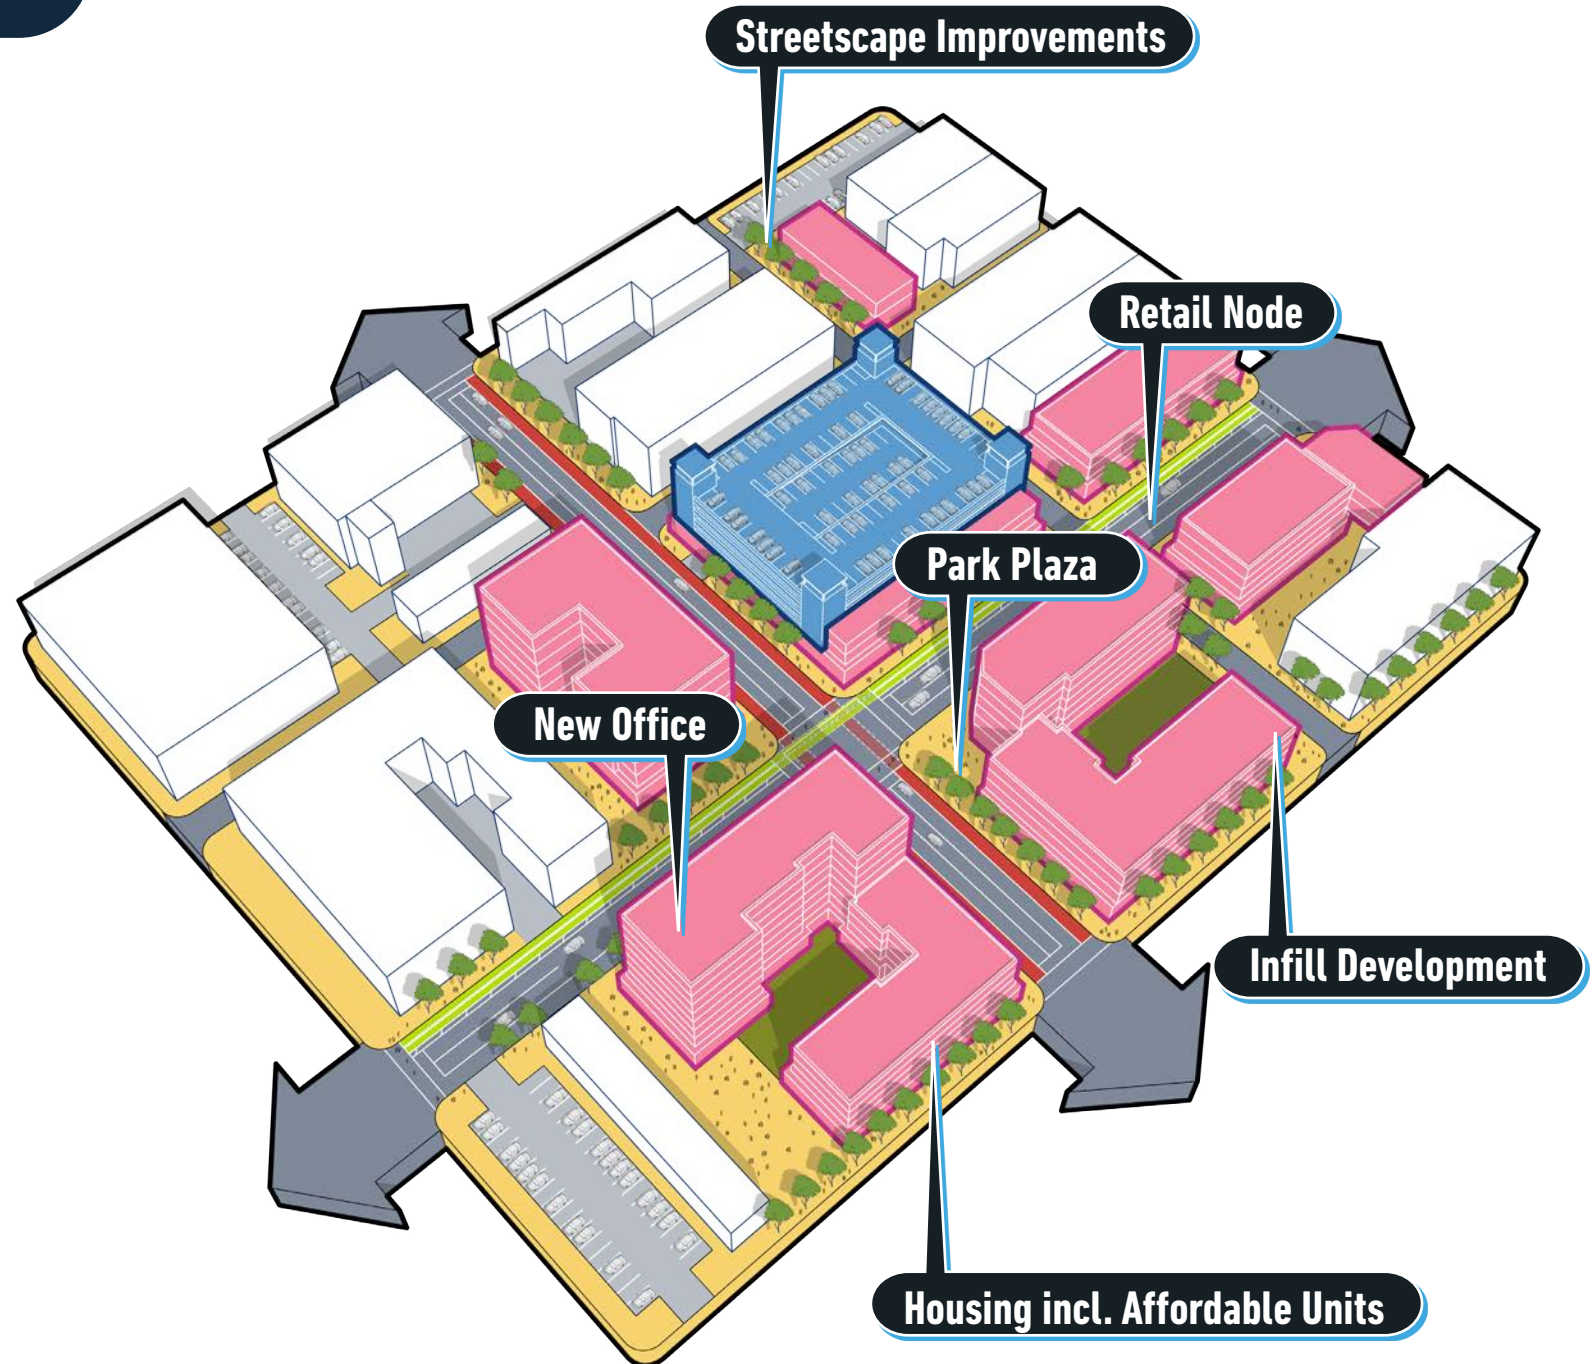 Streetscape Improvements
Retail Node
Park Plaza
New Office
Infill Development
Housing incl. Affordable Units